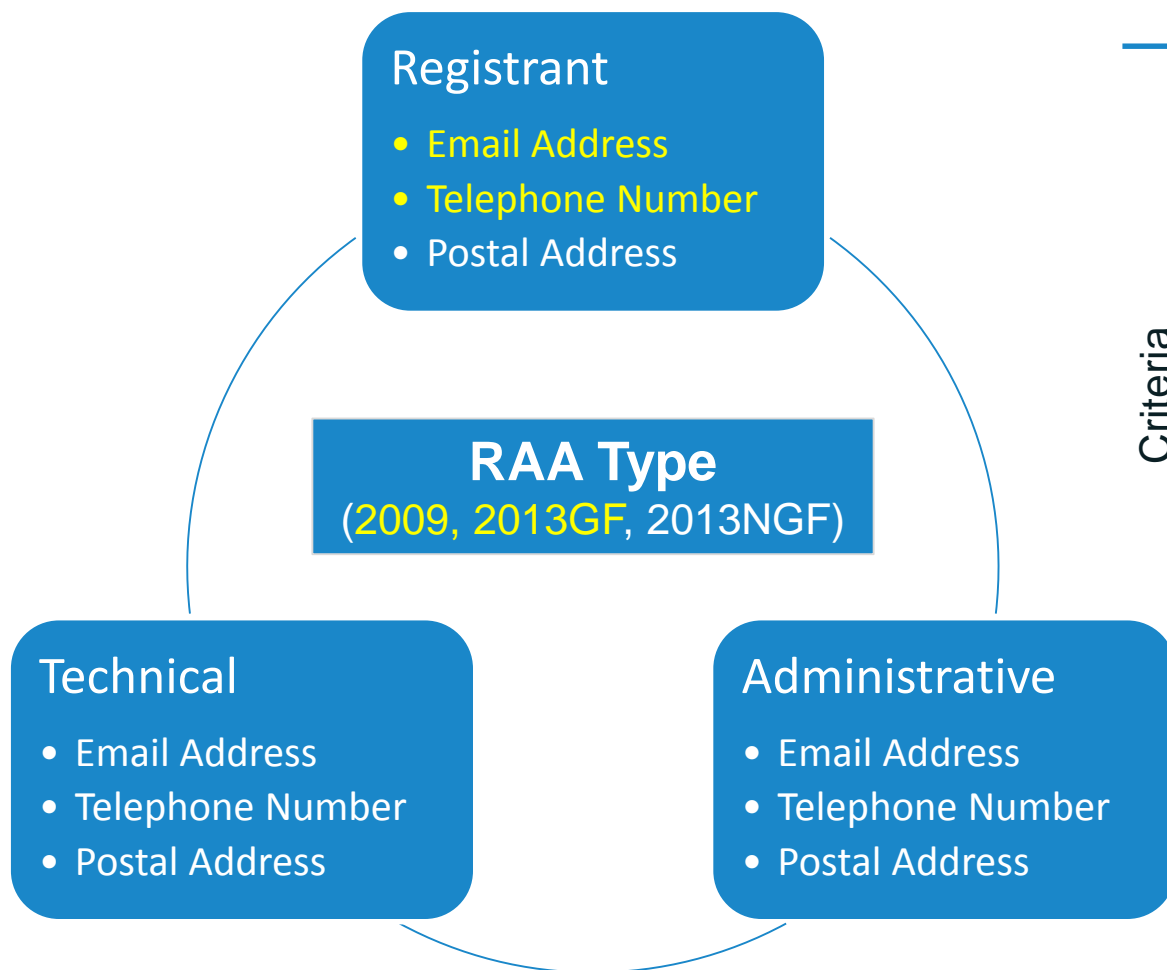 Registrant
• Email Address
• Telephone Number
• Postal Address
Criteria
RAA Type
(2009, 2013GF, 2013NGF)
Technical
• Email Address
• Telephone Number
• Postal Address
Administrative
• Email Address
• Telephone Number
• Postal Address